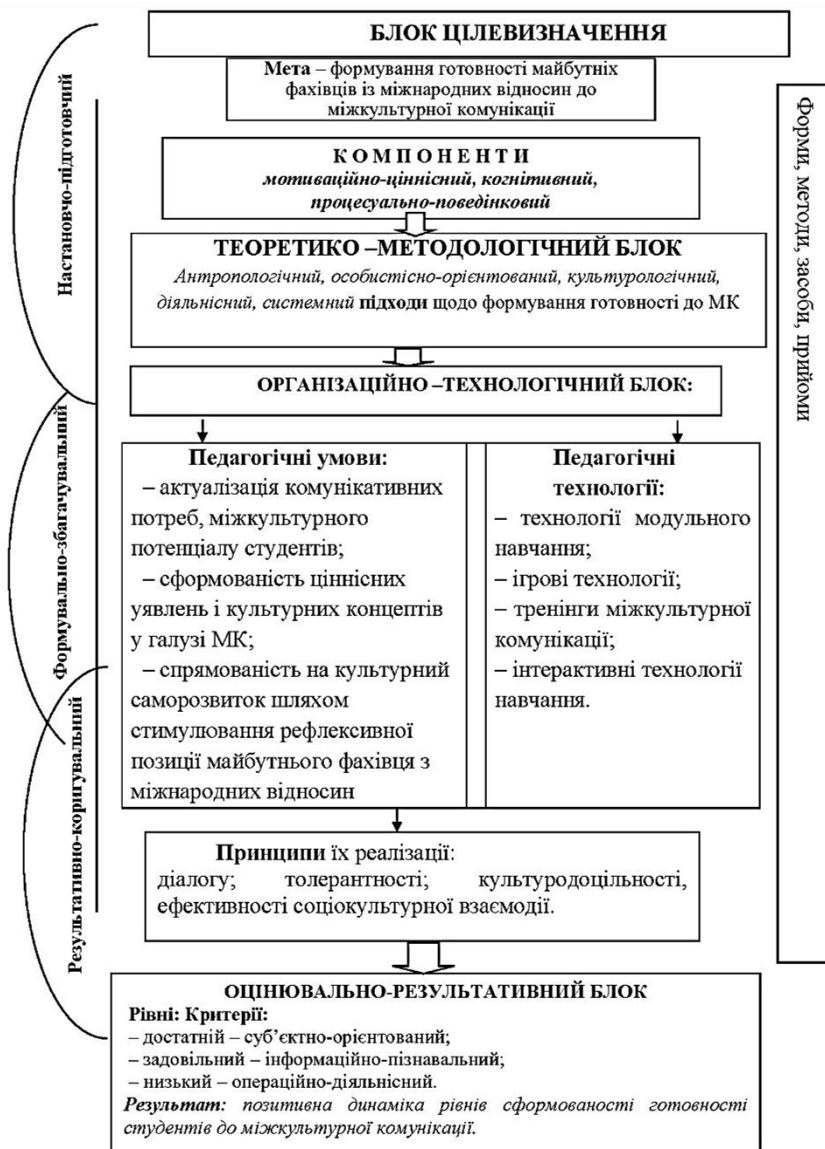 БЛОК ЦІЛЕВИЗНАЧЕННЯ
Мета – формування готовності майбутніх
фахівців із міжнародних відносин до
міжкультурної комунікації
К О М П О Н Е Н Т И
мотиваційно-ціннісний, когнітивний,
процесуально-поведінковий
ТЕОРЕТИКО –МЕТОДОЛОГІЧНИЙ БЛОК
Антропологічний, особистісно-орієнтований, культурологічний,
діяльнісний, системний підходи щодо формування готовності до МК
ОРГАНІЗАЦІЙНО –ТЕХНОЛОГІЧНИЙ БЛОК:
Педагогічні умови:
– актуалізація комунікативних
потреб, міжкультурного
потенціалу студентів;
– сформованість ціннісних
уявлень і культурних концептів
у галузі МК;
– спрямованість на культурний
саморозвиток шляхом
стимулювання рефлексивної
позиції майбутнього фахівця з
міжнародних відносин
Педагогічні
технології:
– технології модульного
навчання;
– ігрові технології;
– тренінги міжкультурної
комунікації;
– інтерактивні технології
навчання.
Принципи їх реалізації:
діалогу; толерантності; культуродоцільності,
ефективності соціокультурної взаємодії.
ОЦІНЮВАЛЬНО-РЕЗУЛЬТАТИВНИЙ БЛОК
Рівні: Критерії:
– достатній – суб’єктно-орієнтований;
– задовільний – інформаційно-пізнавальний;
– низький – операційно-діяльнісний.
Результат: позитивна динаміка рівнів сформованості готовності
студентів до міжкультурної комунікації.
Настановчо-підготовчий
Формувально-збагачувальний
Результативно-коригувальний
Форми, методи, засоби, прийоми